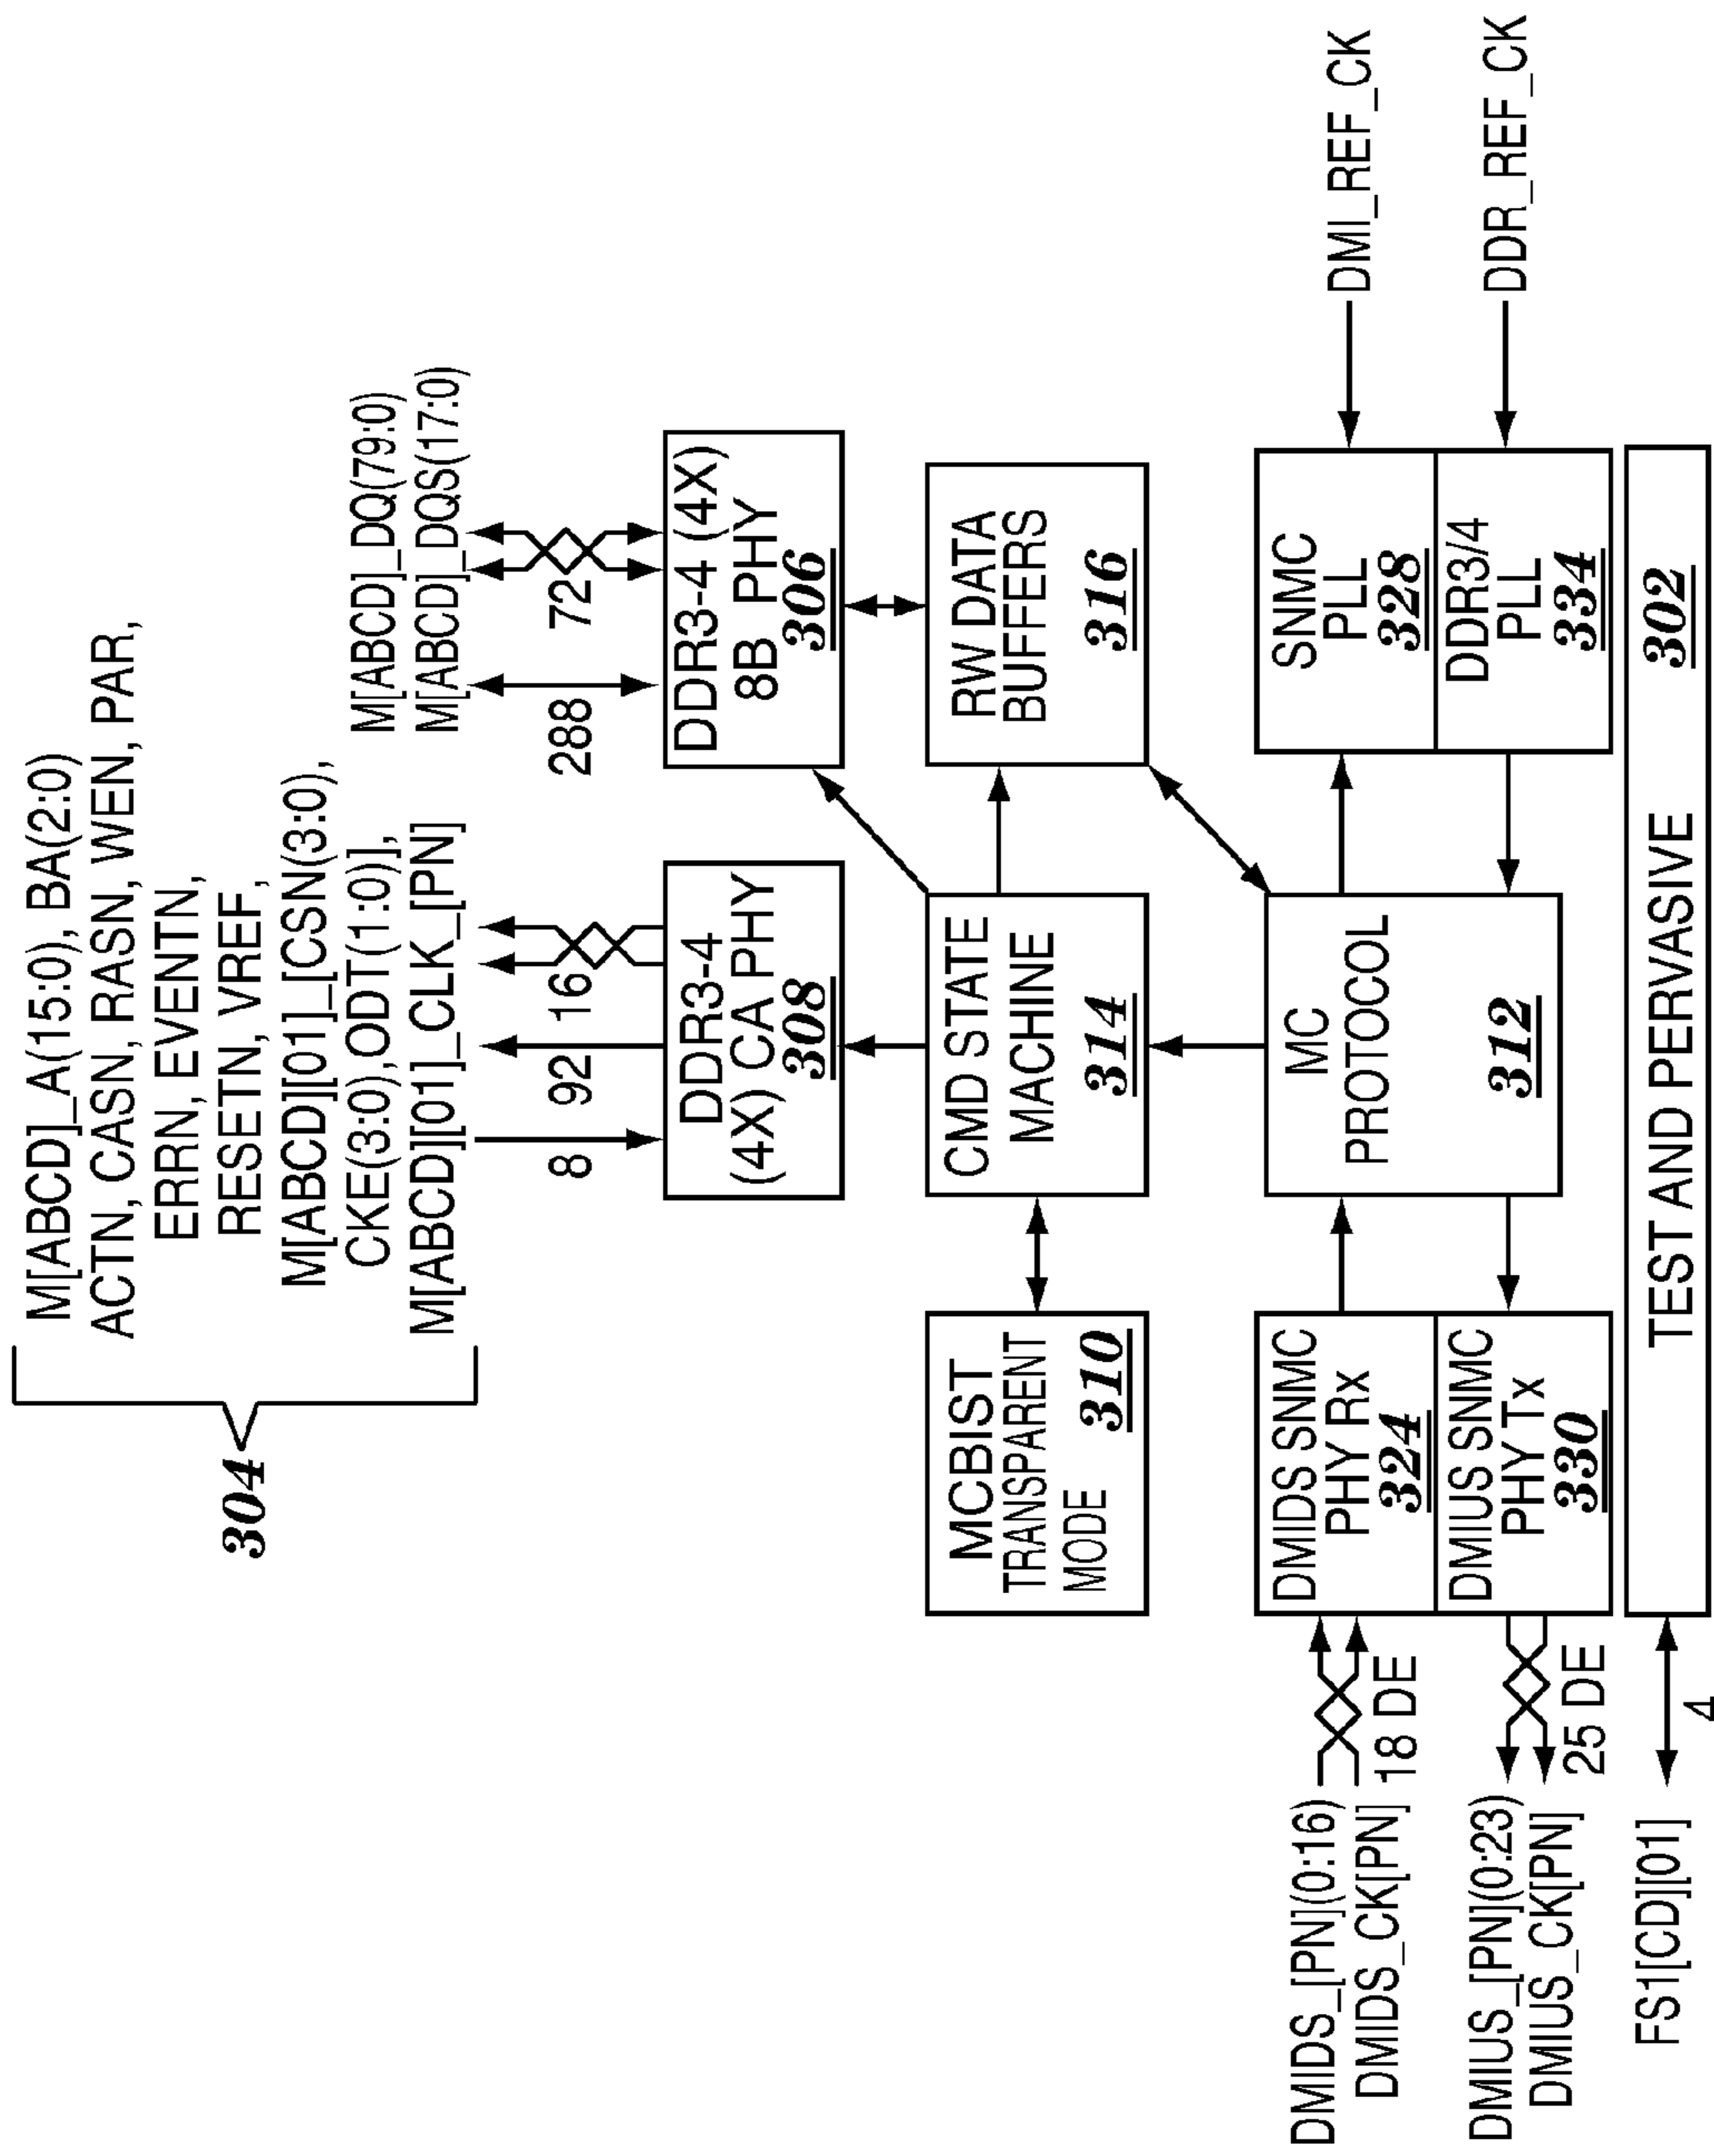 M[ABCD]_A(15:0), BA(2:0)
ACTN, CASN, RASN, WEN, PAR,
ERRN, EVENTN,
RESETN, VREF,
M[ABCD][01]_[CSN(3:0),
CKE(3:0),ODT(1:0)],
M[ABCD][01]_CLK_[PN]
304
M[ABCD]_DQ(79:0)
M[ABCD]_DQS(17:0)
8
92
16
288
72
DDR3-4
(4X) CA PHY
308
DDR3-4 (4X)
8B PHY
306
MCBIST
TRANSPARENT
MODE
310
CMD STATE
MACHINE
314
RW DATA
BUFFERS
316
DMIDS_[PN](0:16)
DMIDS_CK[PN]
18 DE
DMIDS SNMC
PHY Rx
324
MC
PROTOCOL
312
SNMC
PLL
328
DMI_REF_CK
DMIUS_[PN](0:23)
DMIUS_CK[PN]
25 DE
DMIUS SNMC
PHY Tx
330
DDR3/4
PLL
334
DDR_REF_CK
FS1[CD][01]
4
TEST AND PERVASIVE
302